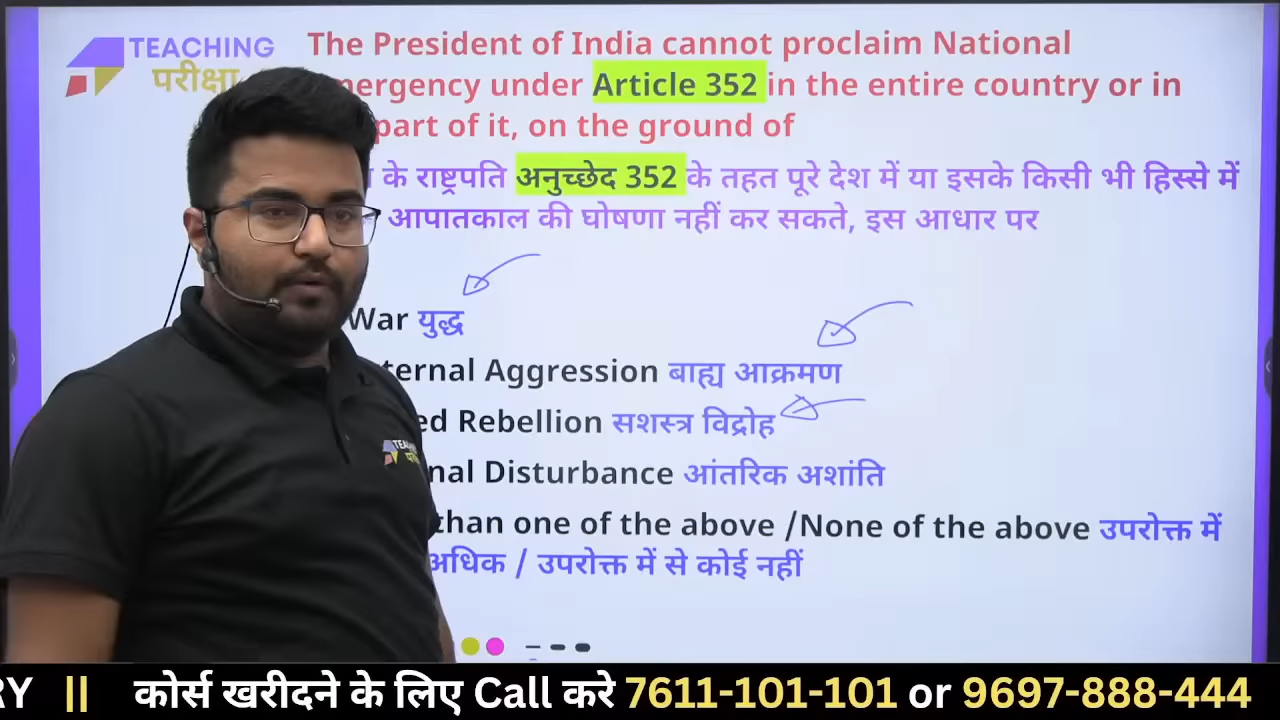 TEACHING
परीक्षा
The President of India cannot proclaim National
mergency under Article 352 in the entire country or in
part of it, on the ground of
के राष्ट्रपति अनुच्छेद 352 के तहत पूरे देश में या इसके किसी भी हिस्से में
आपातकाल की घोषणा नहीं कर सकते, इस आधार पर
War युद्ध
ternal Aggression बाह्य आक्रमण
ed Rebellion सशस्त्र विद्रोह
nal Disturbance आंतरिक अशांति
than one of the above /None of the above उपरोक्त में
अधिक / उपरोक्त में से कोई नहीं
RY || कोर्स खरीदने के लिए Call करे 7611-101-101 or 9697-888-444